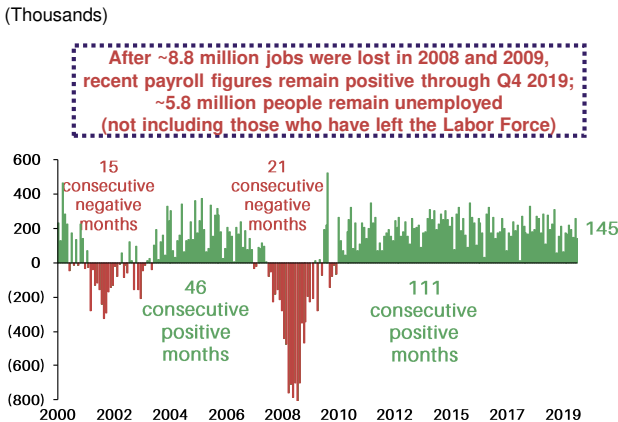 (Thousands)
After ~8.8 million jobs were lost in 2008 and 2009,
recent payroll figures remain positive through Q4 2019;
~5.8 million people remain unemployed
(not including those who have left the Labor Force)
600
400
200
0
(200)
(400)
(600)
(800)
15
consecutive
negative
months
21
consecutive
negative
months
145
46
consecutive
positive
months
111
consecutive
positive
months
2000 2002 2004 2006 2008 2010 2012 2015 2017 2019